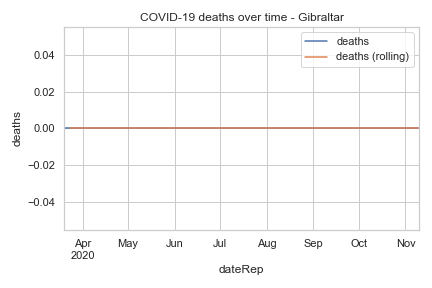 COVID-19 deaths over time - Gibraltar
deaths
deaths (rolling)
0.04
0.02
0.00
−0.02
−0.04
deaths
Apr May Jun Jul Aug Sep Oct Nov
2020
dateRep